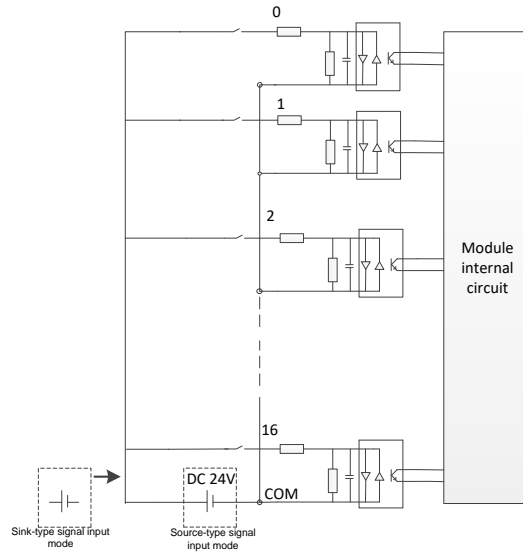 0
1
2
Module
internal
circuit
16
DC 24V
COM
Sink-type signal input
mode
Source-type signal
input mode